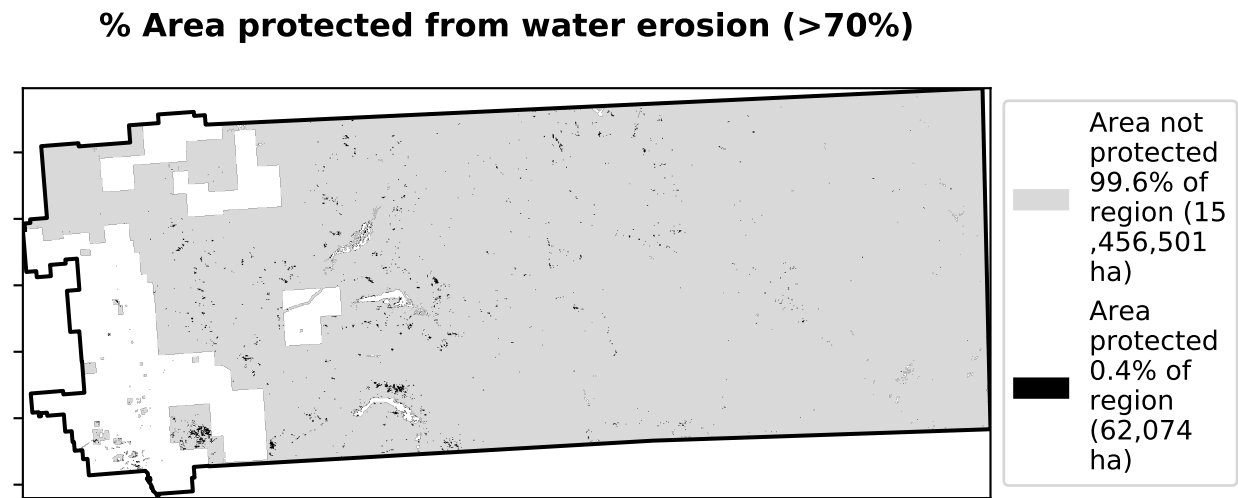 % Area protected from water erosion (>70%)
Area not
protected
99.6% of
region (15
,456,501
ha)
Area
protected
0.4% of
region
(62,074
ha)